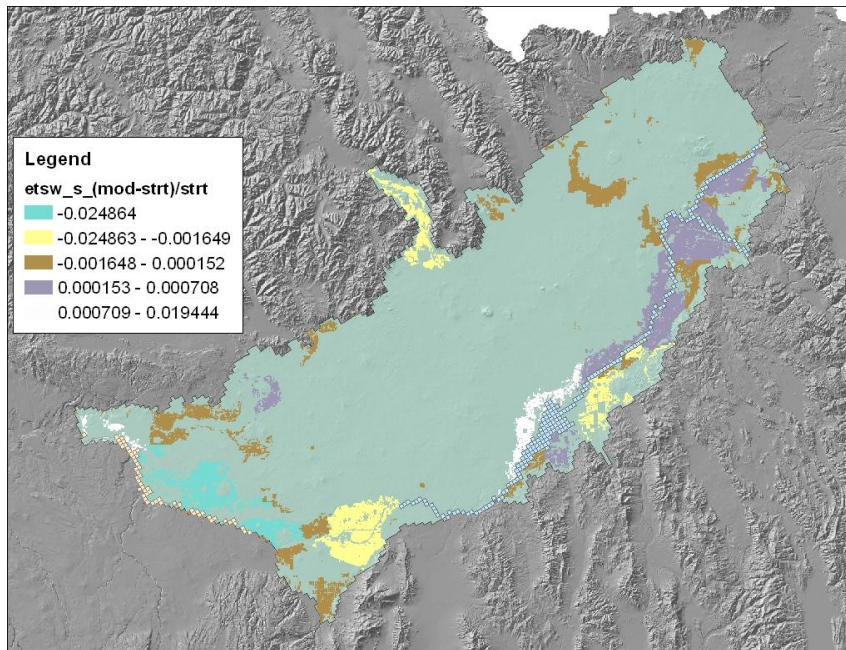 Legend
etsw_s_(mod-strt)/strt
-0.024864
-0.024863 - -0.001649
-0.001648 - 0.000152
0.000153 - 0.000708
0.000709 - 0.019444